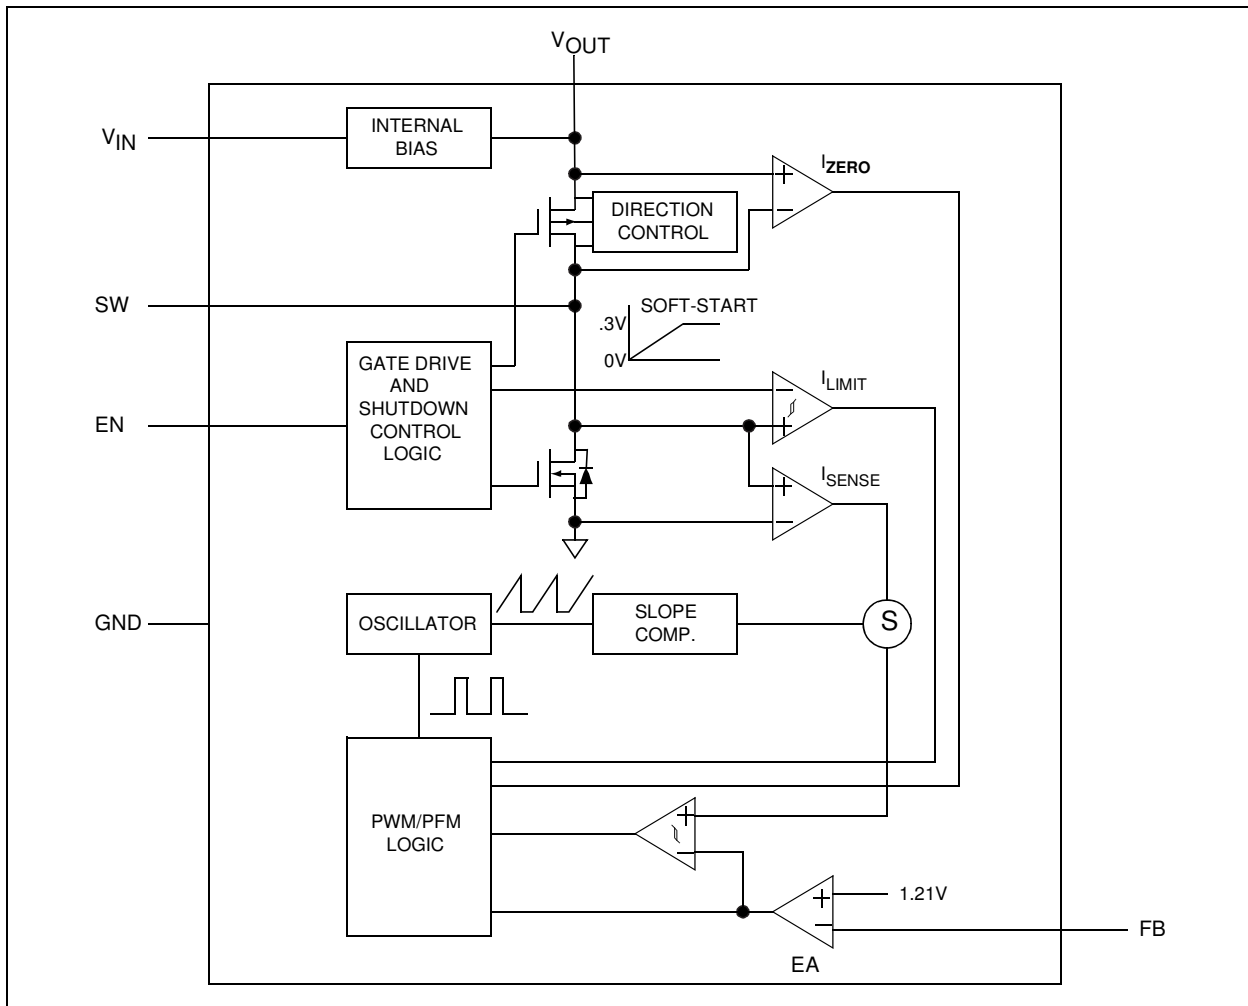 VOUT
VIN
INTERNAL
BIAS
IZERO
+
−
DIRECTION
CONTROL
SW
SOFT-START
.3V
0V
GATE DRIVE
AND
SHUTDOWN
CONTROL
LOGIC
ILIMIT
−
+
EN
ISENSE
+
−
GND
OSCILLATOR
SLOPE
COMP.
S
PWM/PFM
LOGIC
+
−
1.21V
+
−
FB
EA